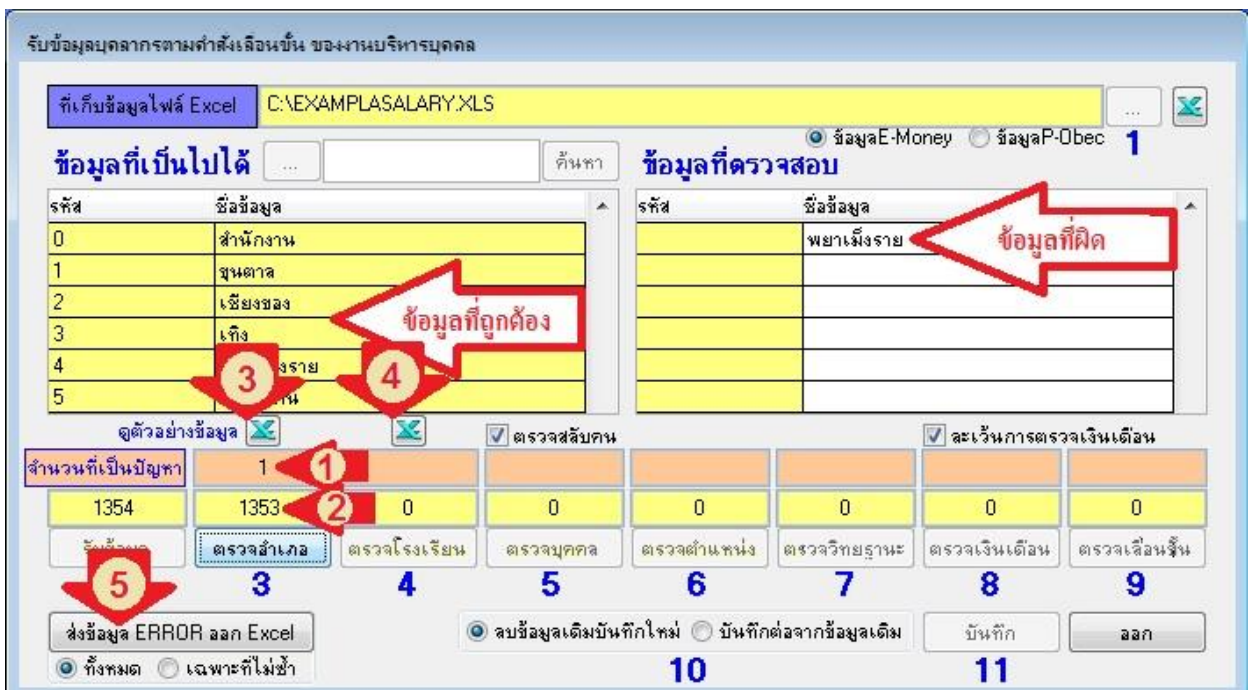 รับข้อมูลบุคลากรตามคำสั่งเลื่อนขั้น ของงานบริหารบุคคล
ที่เก็บข้อมูลไฟล์ Excel C:\EXAMPLASALARY.XLS ...
ข้อมูลE-Money ข้อมูลP-Obec 1
ข้อมูลที่เป็นไปได้ ... ค้นหา ข้อมูลที่ตรวจสอบ
รหัส ชื่อข้อมูล รหัส ชื่อข้อมูล
0 สำนักงาน พยาเม็งราย ข้อมูลที่ผิด
1 ขุนตาล
2 เชียงของ
3 เทิง ข้อมูลที่ถูกต้อง
4 งราย 3 4
5
ดูตัวอย่างข้อมูล ตรวจสลับคน ละเว้นการตรวจเงินเดือน
จำนวนที่เป็นปัญหา 1 1
1354 1353 2 0 0 0 0 0 0
ตรวจอำเภอ ตรวจโรงเรียน ตรวจบุคคล ตรวจตำแหน่ง ตรวจวิทยฐานะ ตรวจเงินเดือน ตรวจเลื่อนขั้น
5 3 4 5 6 7 8 9
ส่งข้อมูล ERROR ออก Excel ลบข้อมูลเดิมบันทึกใหม่ บันทึกต่อจากข้อมูลเดิม บันทึก ออก
ทั้งหมด เฉพาะที่ไม่ซ้ำ 10 11